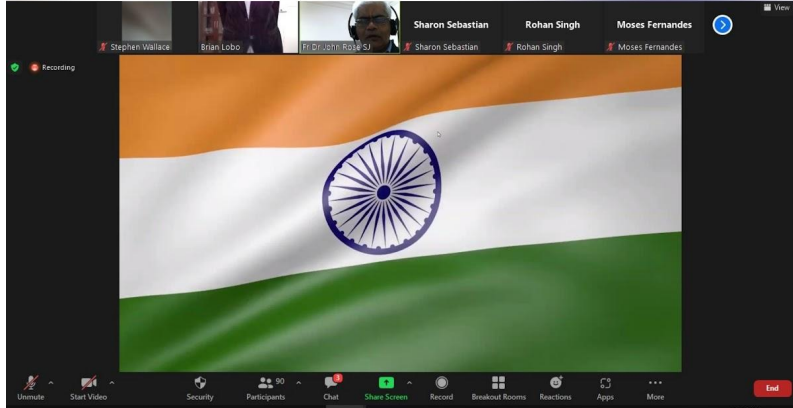 View
Sharon Sebastian
Rohan Singh
Moses Fernandes
Stephen Wallace
Brian Lobo
Fr Dr John Rose SJ
Sharon Sebastian
Rohan Singh
Moses Fernandes
Recording
90
3
Unmute
Start Video
Security
Participants
Chat
Share Screen
Record
Breakout Rooms
Reactions
Apps
More
End